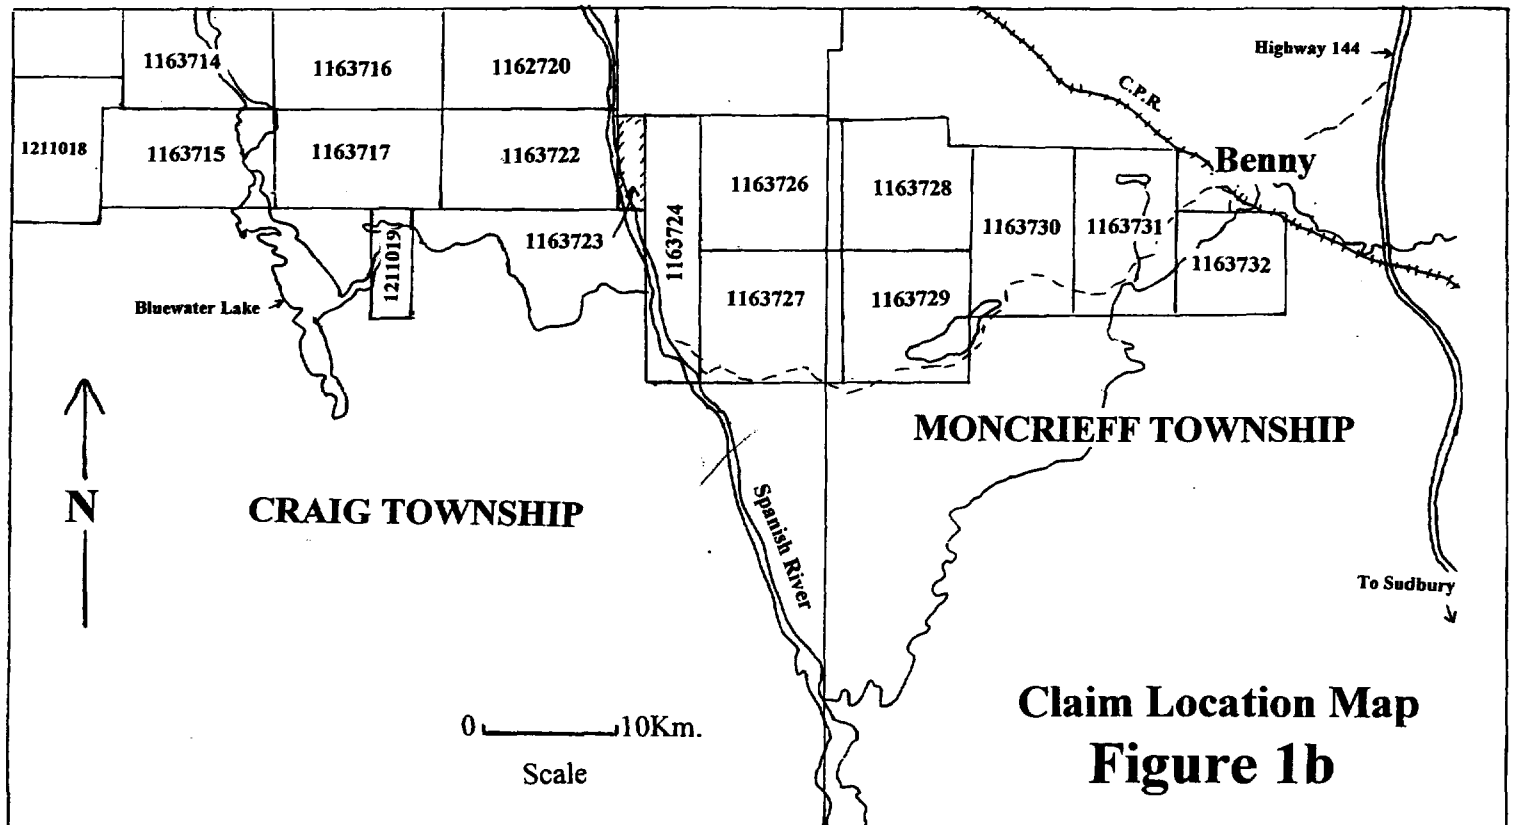 Highway 144
1163714
1163716
1162720
C.P.R.
1211018
1163715
1163717
1163722
Benny
1163726
1163728
1163724
1163730
1163731
1163723
1211019
1163732
1163727
1163729
Bluewater Lake
MONCRIEFF TOWNSHIP
N
CRAIG TOWNSHIP
Spanish River
To Sudbury
Claim Location Map
0 10Km.
Scale
Figure 1b